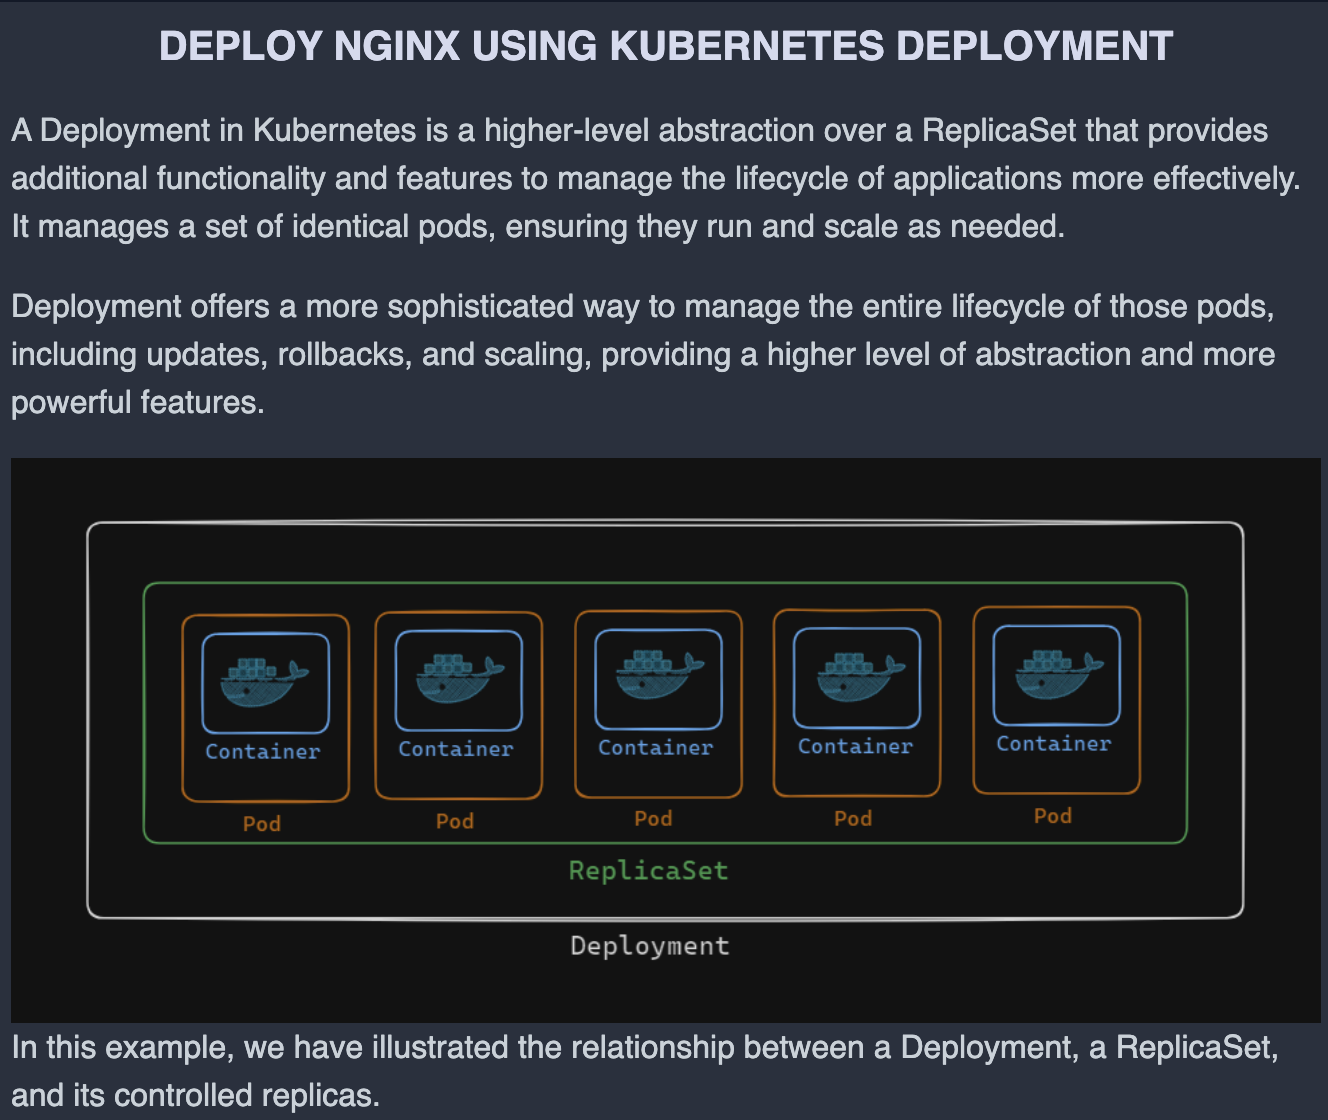 DEPLOY NGINX USING KUBERNETES DEPLOYMENT
A Deployment in Kubernetes is a higher-level abstraction over a ReplicaSet that provides
additional functionality and features to manage the lifecycle of applications more effectively.
It manages a set of identical pods, ensuring they run and scale as needed.
Deployment offers a more sophisticated way to manage the entire lifecycle of those pods,
including updates, rollbacks, and scaling, providing a higher level of abstraction and more
powerful features.
Container
Container
Container
Container
Container
Pod
Pod
Pod
Pod
Pod
ReplicaSet
Deployment
In this example, we have illustrated the relationship between a Deployment, a ReplicaSet,
and its controlled replicas.